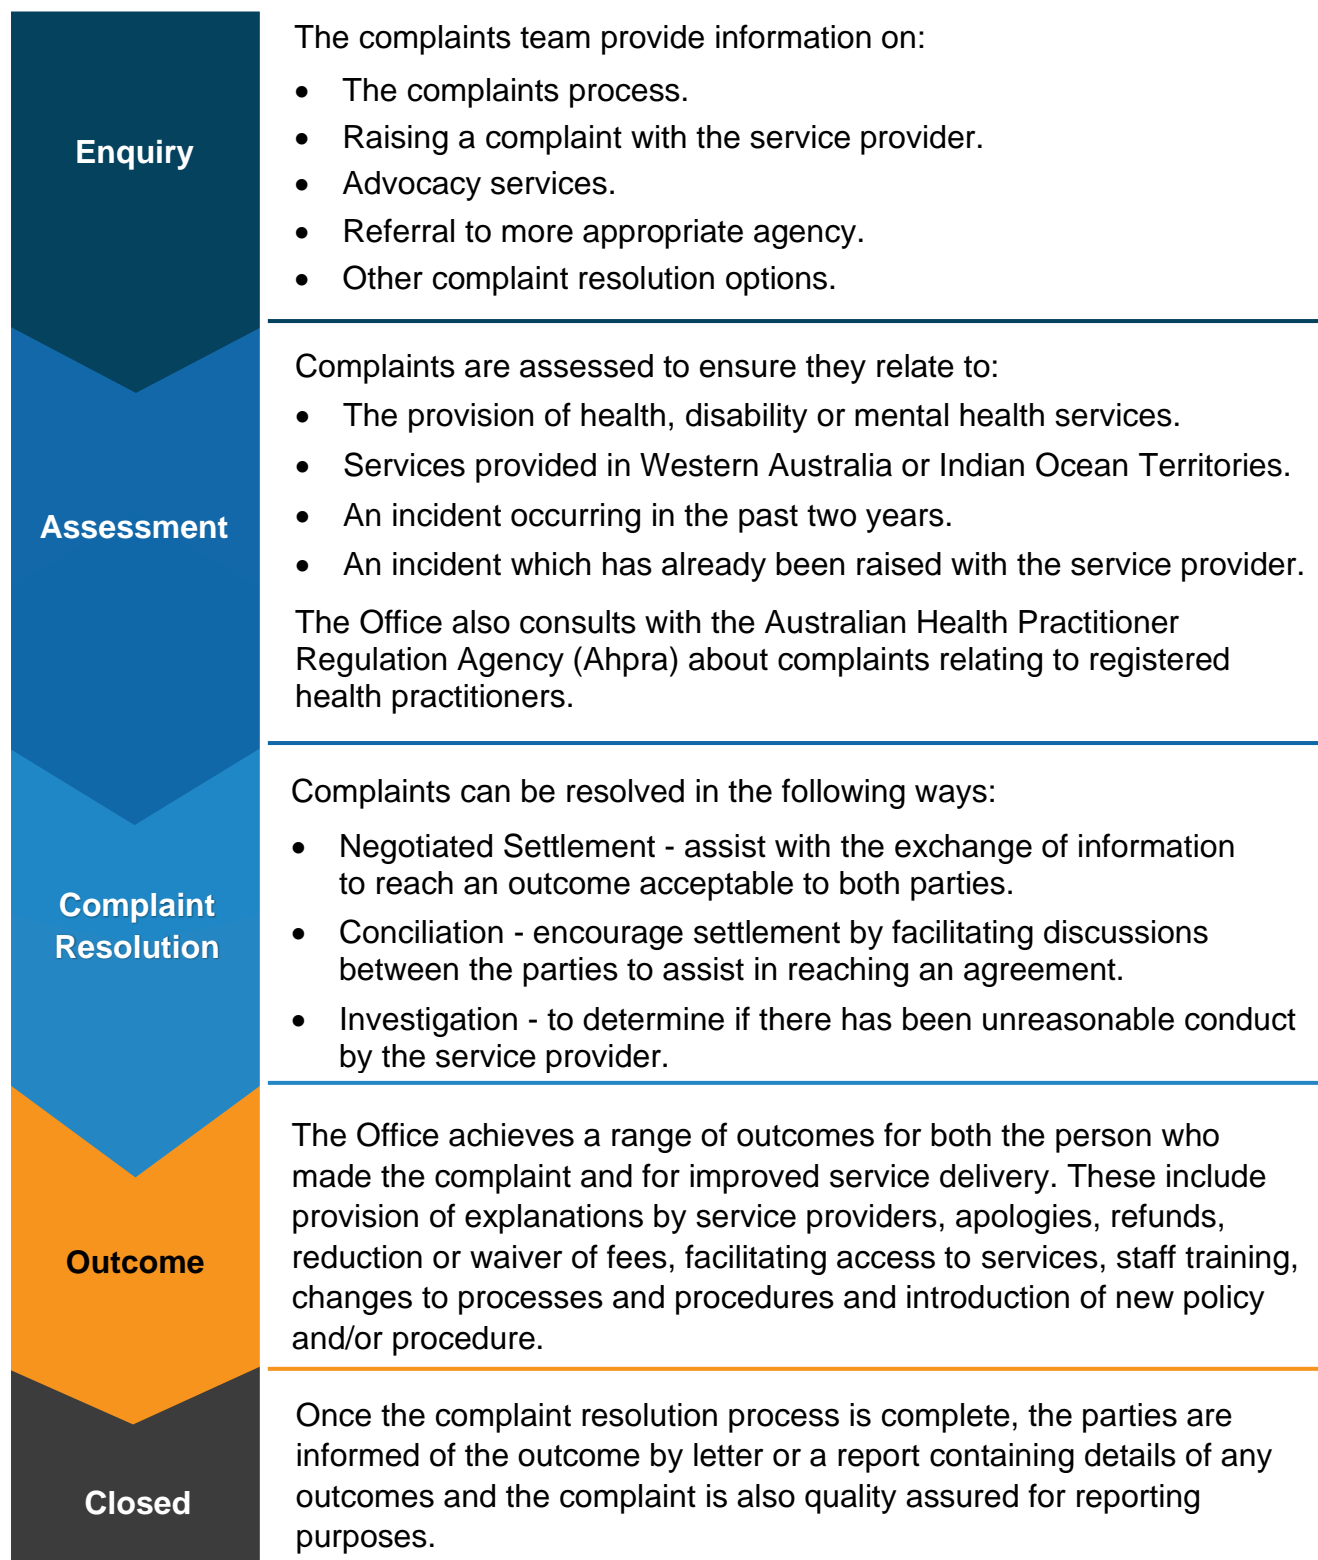 Enquiry
The complaints team provide information on:
• The complaints process.
• Raising a complaint with the service provider.
• Advocacy services.
• Referral to more appropriate agency.
• Other complaint resolution options.
Assessment
Complaints are assessed to ensure they relate to:
• The provision of health, disability or mental health services.
• Services provided in Western Australia or Indian Ocean Territories.
• An incident occurring in the past two years.
• An incident which has already been raised with the service provider.
The Office also consults with the Australian Health Practitioner
Regulation Agency (Ahpra) about complaints relating to registered
health practitioners.
Complaint
Resolution
Complaints can be resolved in the following ways:
• Negotiated Settlement - assist with the exchange of information
to reach an outcome acceptable to both parties.
• Conciliation - encourage settlement by facilitating discussions
between the parties to assist in reaching an agreement.
• Investigation - to determine if there has been unreasonable conduct
by the service provider.
Outcome
The Office achieves a range of outcomes for both the person who
made the complaint and for improved service delivery. These include
provision of explanations by service providers, apologies, refunds,
reduction or waiver of fees, facilitating access to services, staff training,
changes to processes and procedures and introduction of new policy
and/or procedure.
Closed
Once the complaint resolution process is complete, the parties are
informed of the outcome by letter or a report containing details of any
outcomes and the complaint is also quality assured for reporting
purposes.